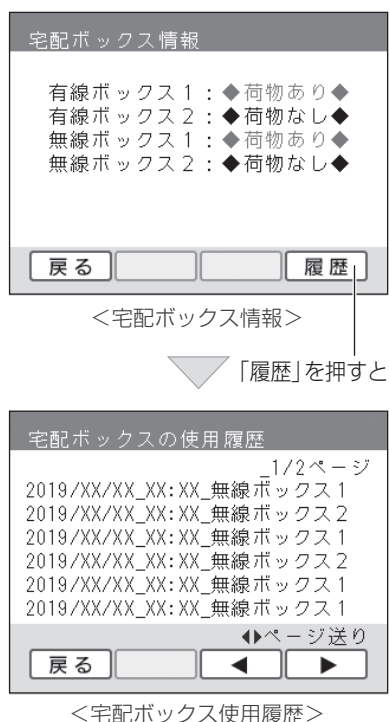 宅配ボックス情報
有線ボックス1：◆荷物あり◆
有線ボックス2：◆荷物なし◆
無線ボックス1：◆荷物あり◆
無線ボックス2：◆荷物なし◆
戻る 履歴
＜宅配ボックス情報＞
「履歴」を押すと
宅配ボックスの使用履歴
_1/2ページ
2019/XX/XX_XX:XX_無線ボックス1
2019/XX/XX_XX:XX_無線ボックス2
2019/XX/XX_XX:XX_無線ボックス1
2019/XX/XX_XX:XX_無線ボックス2
2019/XX/XX_XX:XX_無線ボックス1
2019/XX/XX_XX:XX_無線ボックス1
◀▶ページ送り
戻る ◀ ▶
＜宅配ボックス使用履歴＞